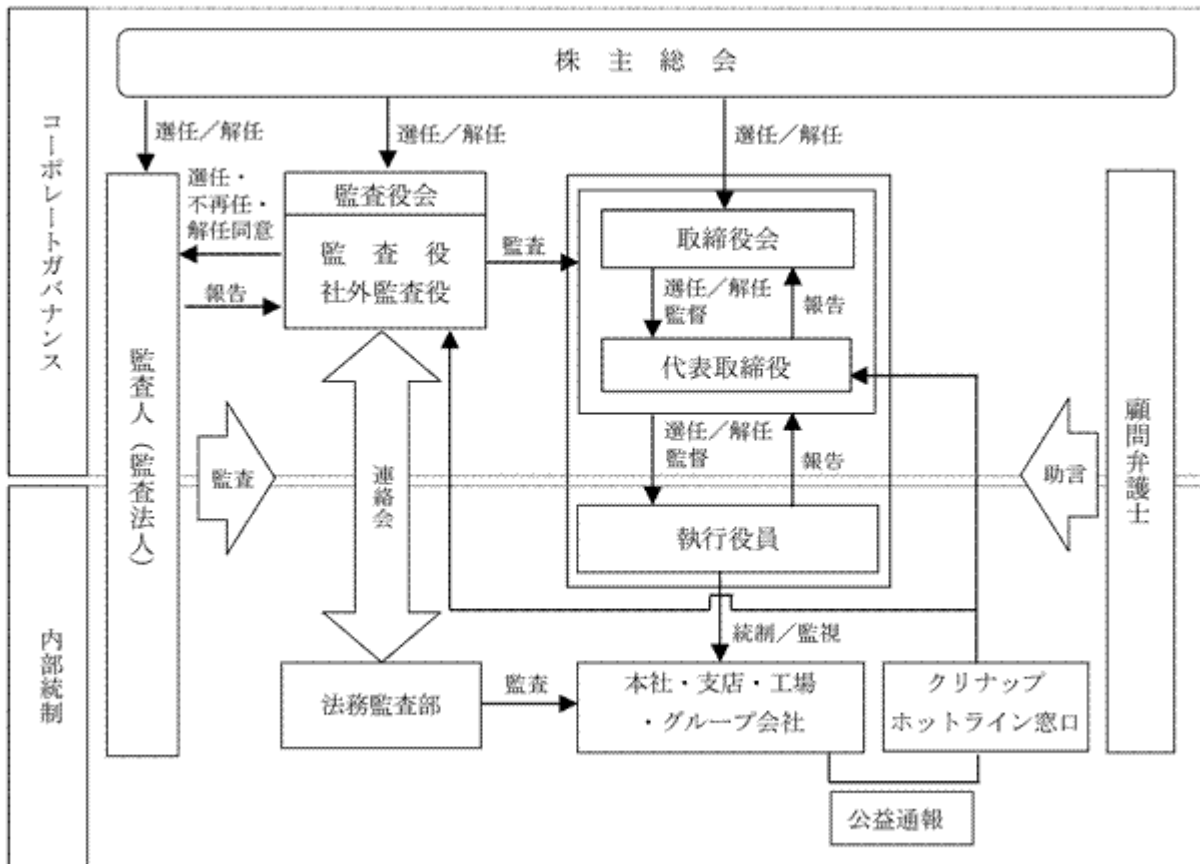 株主総会
コーポレートガバナンス
選任／解任
選任／解任
選任／解任
選任・
不再任・
解任同意
報告
監査役会
監査役
社外監査役
監査
取締役会
選任／解任
監督
報告
代表取締役
選任／解任
監督
報告
執行役員
監査人（監査法人）
監査
連絡会
助言
顧問弁護士
内部統制
統制／監視
法務監査部
監査
本社・支店・工場
・グループ会社
クリナップ
ホットライン窓口
公益通報